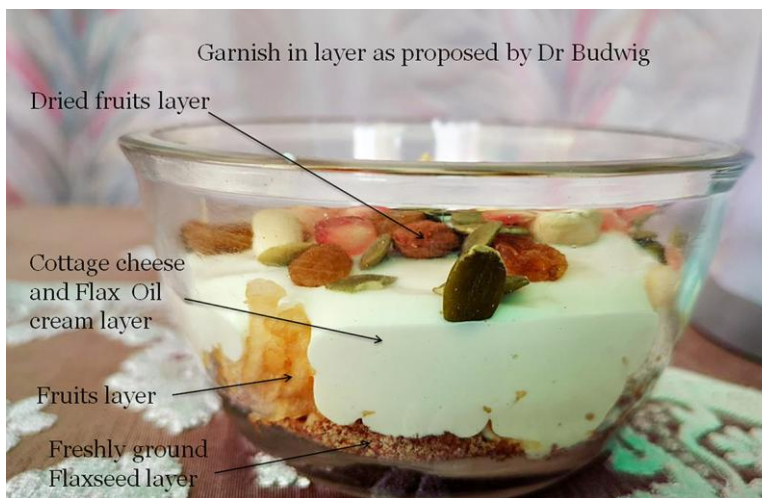 Garnish in layer as proposed by Dr Budwig
Dried fruits layer
Cottage cheese
and Flax Oil
cream layer
Fruits layer
Freshly ground
Flaxseed layer